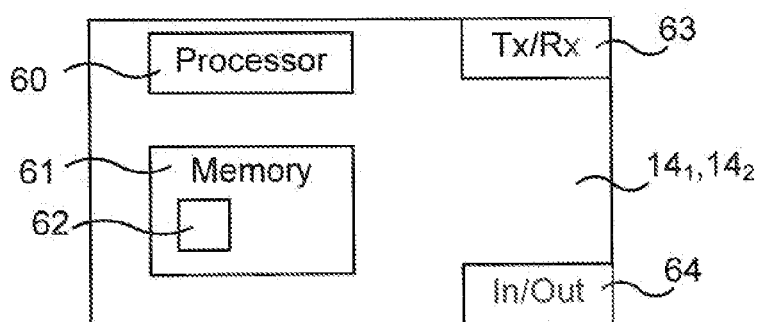 Processor
Tx/Rx
63
60
61
Memory
14₁,14₂
62
64
In/Out